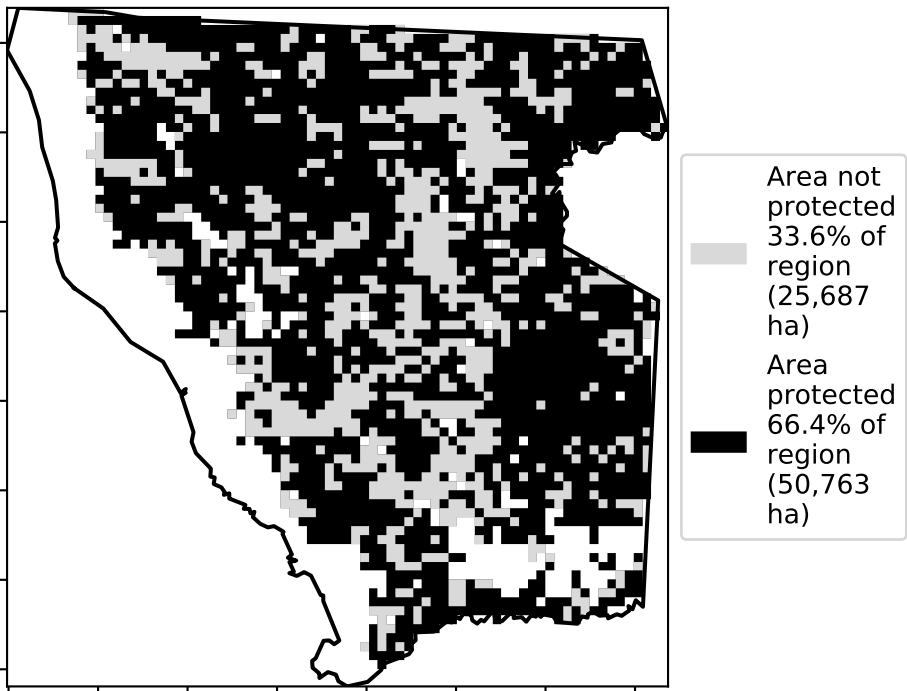 Area not
protected
33.6% of
region
(25,687
ha)
Area
protected
66.4% of
region
(50,763
ha)